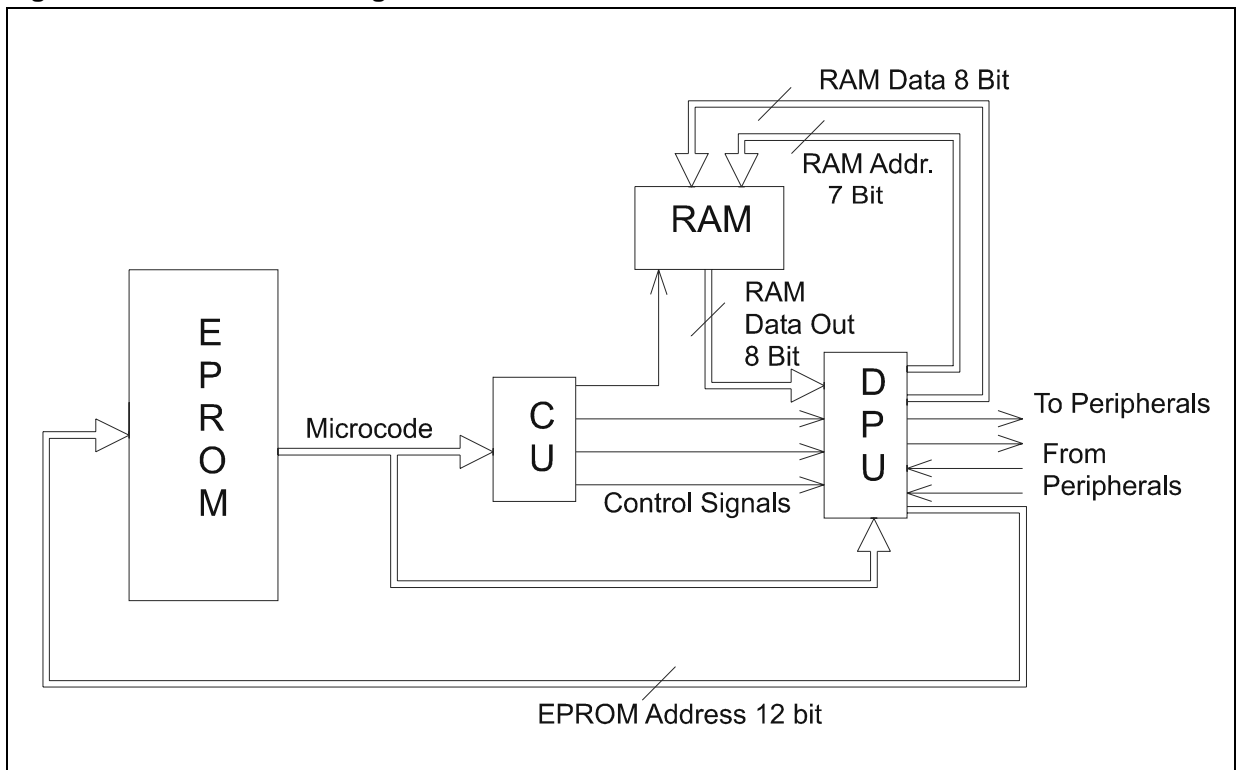 RAM Data 8 Bit
RAM Addr.
7 Bit
RAM
RAM
Data Out
8 Bit
E
P
R
O
M
Microcode
C
U
D
P
U
To Peripherals
From
Peripherals
Control Signals
EPROM Address 12 bit